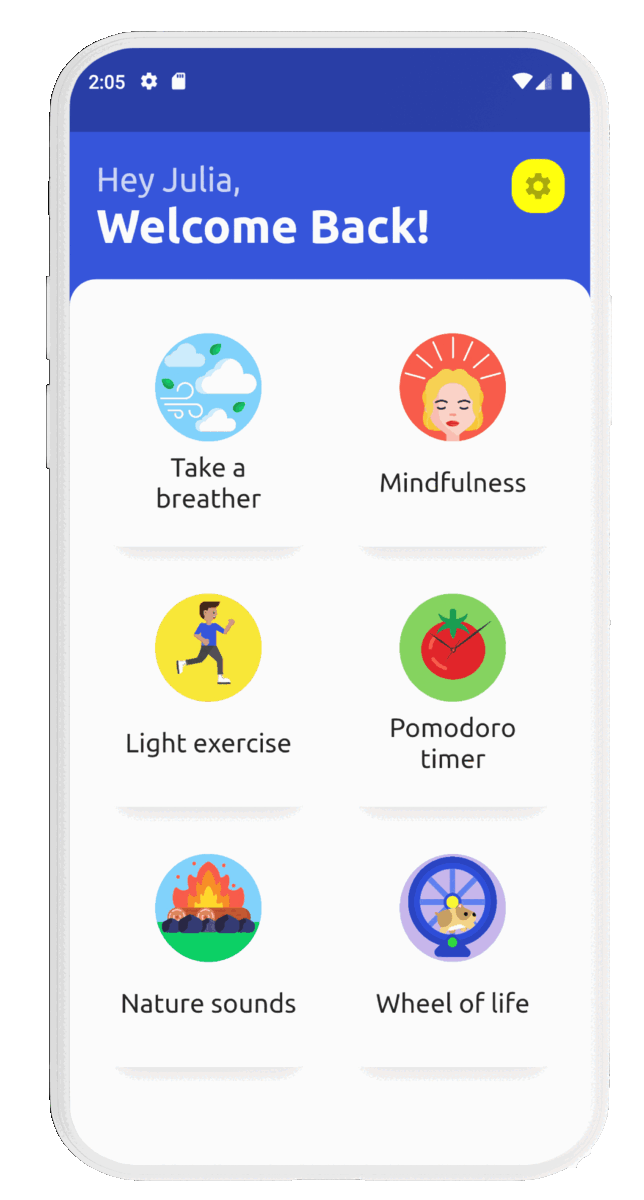 2:05
Hey Julia,
Welcome Back!
Take a
breather
Mindfulness
Light exercise
Pomodoro
timer
Nature sounds
Wheel of life